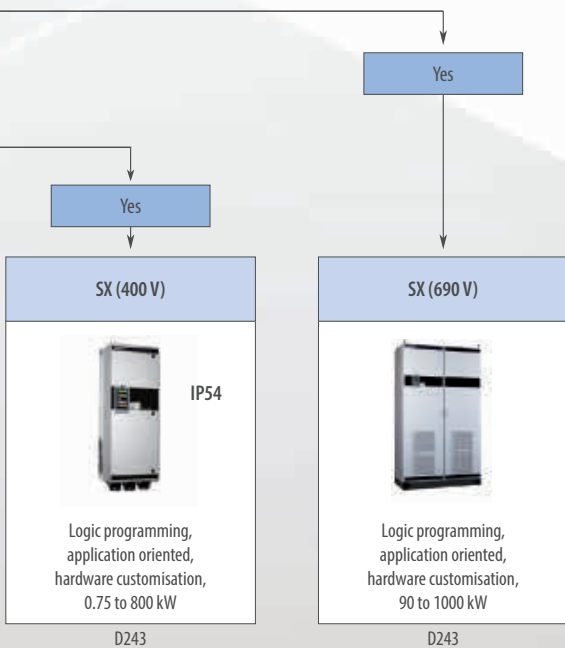 Yes
Yes
SX (400 V)
IP54
Logic programming,
application oriented,
hardware customisation,
0.75 to 800 kW
D243
SX (690 V)
Logic programming,
application oriented,
hardware customisation,
90 to 1000 kW
D243